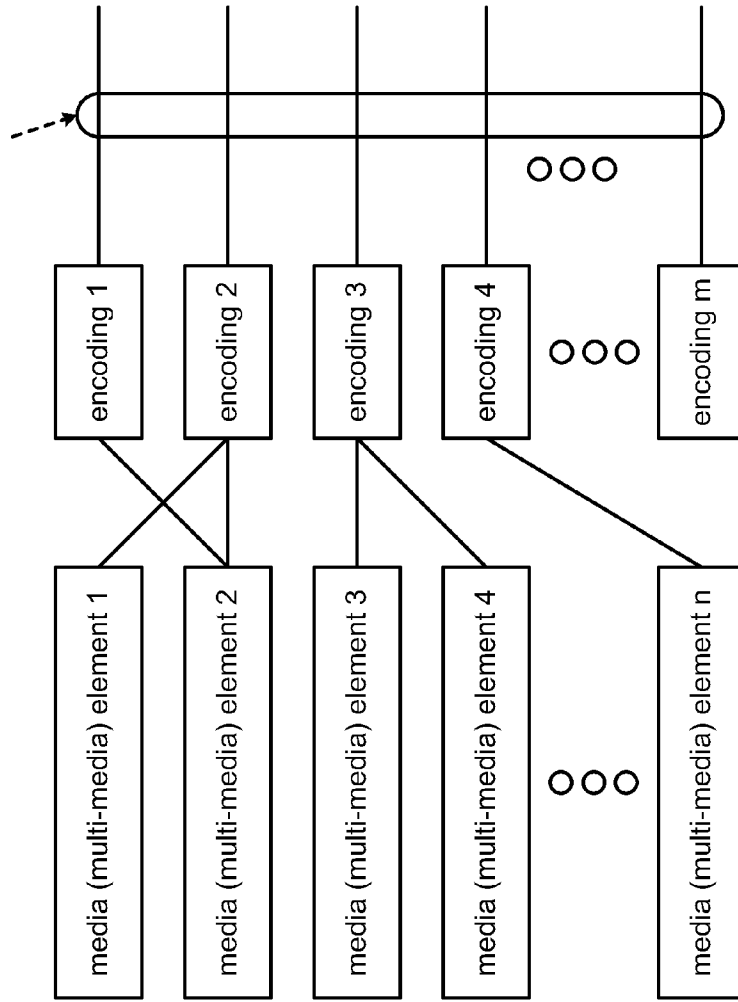 media (multi-media) element 1
media (multi-media) element 2
media (multi-media) element 3
media (multi-media) element 4
media (multi-media) element n
encoding 1
encoding 2
encoding 3
encoding 4
encoding m